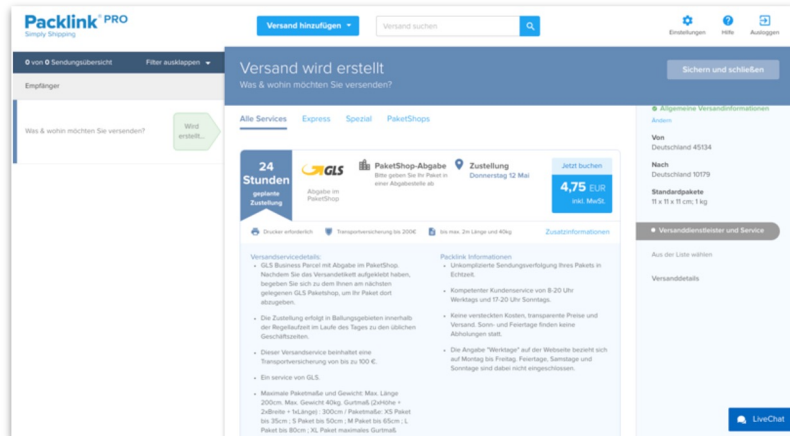 Packlink PRO
Simply Shopping
Versand hinzufügen
Versand suchen
Einstellungen
Hilfe
Ausloggen
0 von 0 Sendungsübersicht
Filter ausklappen
Empfänger
Was & wohin möchten Sie versenden?
Wird
erstellt...
Versand wird erstellt
Was & wohin möchten Sie versenden?
Sichern und schließen
Alle Services
Express
Spezial
PaketShops
24
Stunden
geplante
Zustellung
GLS
Abgabe im
PaketShop
PaketShop-Abgabe
Bitte geben Sie Ihr Paket in
einer Abgabestelle ab
Zustellung
Donnerstag 12 Mai
Jetzt buchen
4,75 EUR
inkl. MwSt.
Drucker erforderlich
Transportversicherung bis 200€
bis max. 2m Länge und 40kg
Zusatzinformationen
Versandservicedetails:
• GLS Business Parcel mit Abgabe im PaketShop.
Nachdem Sie das Versandetikett aufgeklebt haben,
begeben Sie sich zu dem Ihnen am nächsten
gelegenen GLS Paketshop, um Ihr Paket dort
abzugeben.
• Die Zustellung erfolgt in Ballungsgebieten innerhalb
der Regellaufzeit im Laufe des Tages zu den üblichen
Geschäftszeiten.
• Dieser Versandservice beinhaltet eine
Transportversicherung von bis zu 100 €.
• Ein service von GLS.
• Maximale Paketmaße und Gewicht: Max. Länge
200cm. Max. Gewicht 40kg. Gurtmaß (2xHöhe +
2xBreite + 1xLänge) : 300cm / Paketmaße: XS Paket
bis 35cm ; S Paket bis 50cm ; M Paket bis 65cm ; L
Paket bis 80cm ; XL Paket maximales Gurtmaß
Packlink Informationen
• Unkomplizierte Sendungsverfolgung Ihres Pakets in
Echtzeit.
• Kompetenter Kundenservice von 8-20 Uhr
Werktags und 17-20 Uhr Sonntags.
• Keine versteckten Kosten, transparente Preise und
Versand. Sonn- und Feiertage finden keine
Abholungen statt.
• Die Angabe "Werktage" auf der Webseite bezieht sich
auf Montag bis Freitag. Feiertage, Samstage und
Sonntage sind dabei nicht eingeschlossen.
Allgemeine Versandinformationen
Ändern
Von
Deutschland 45134
Nach
Deutschland 10179
Standardpakete
11 x 11 x 11 cm; 1 kg
Versanddienstleister und Service
Aus der Liste wählen
Versanddetails
LiveChat